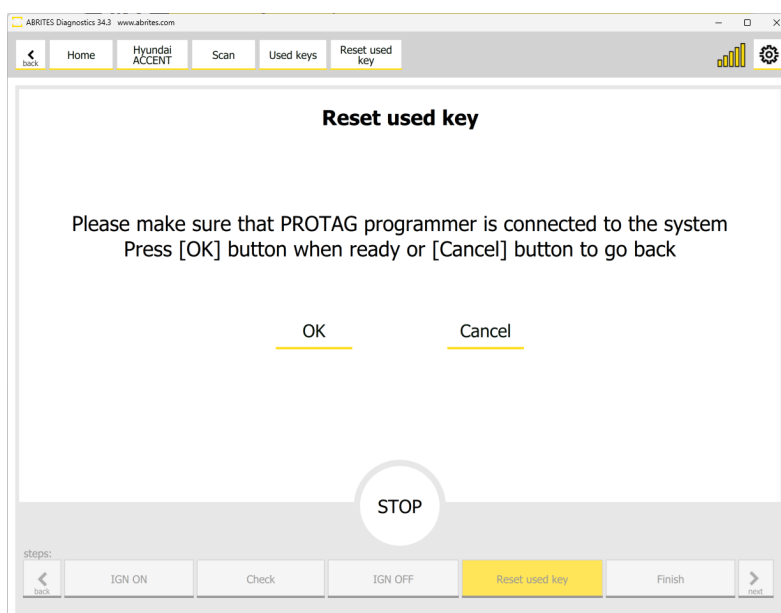 ABRITES Diagnostics 34.3 www.abrites.com
back
Home
Hyundai
ACCENT
Scan
Used keys
Reset used
key
Reset used key
Please make sure that PROTAG programmer is connected to the system
Press [OK] button when ready or [Cancel] button to go back
OK
Cancel
STOP
steps:
back
IGN ON
Check
IGN OFF
Reset used key
Finish
next